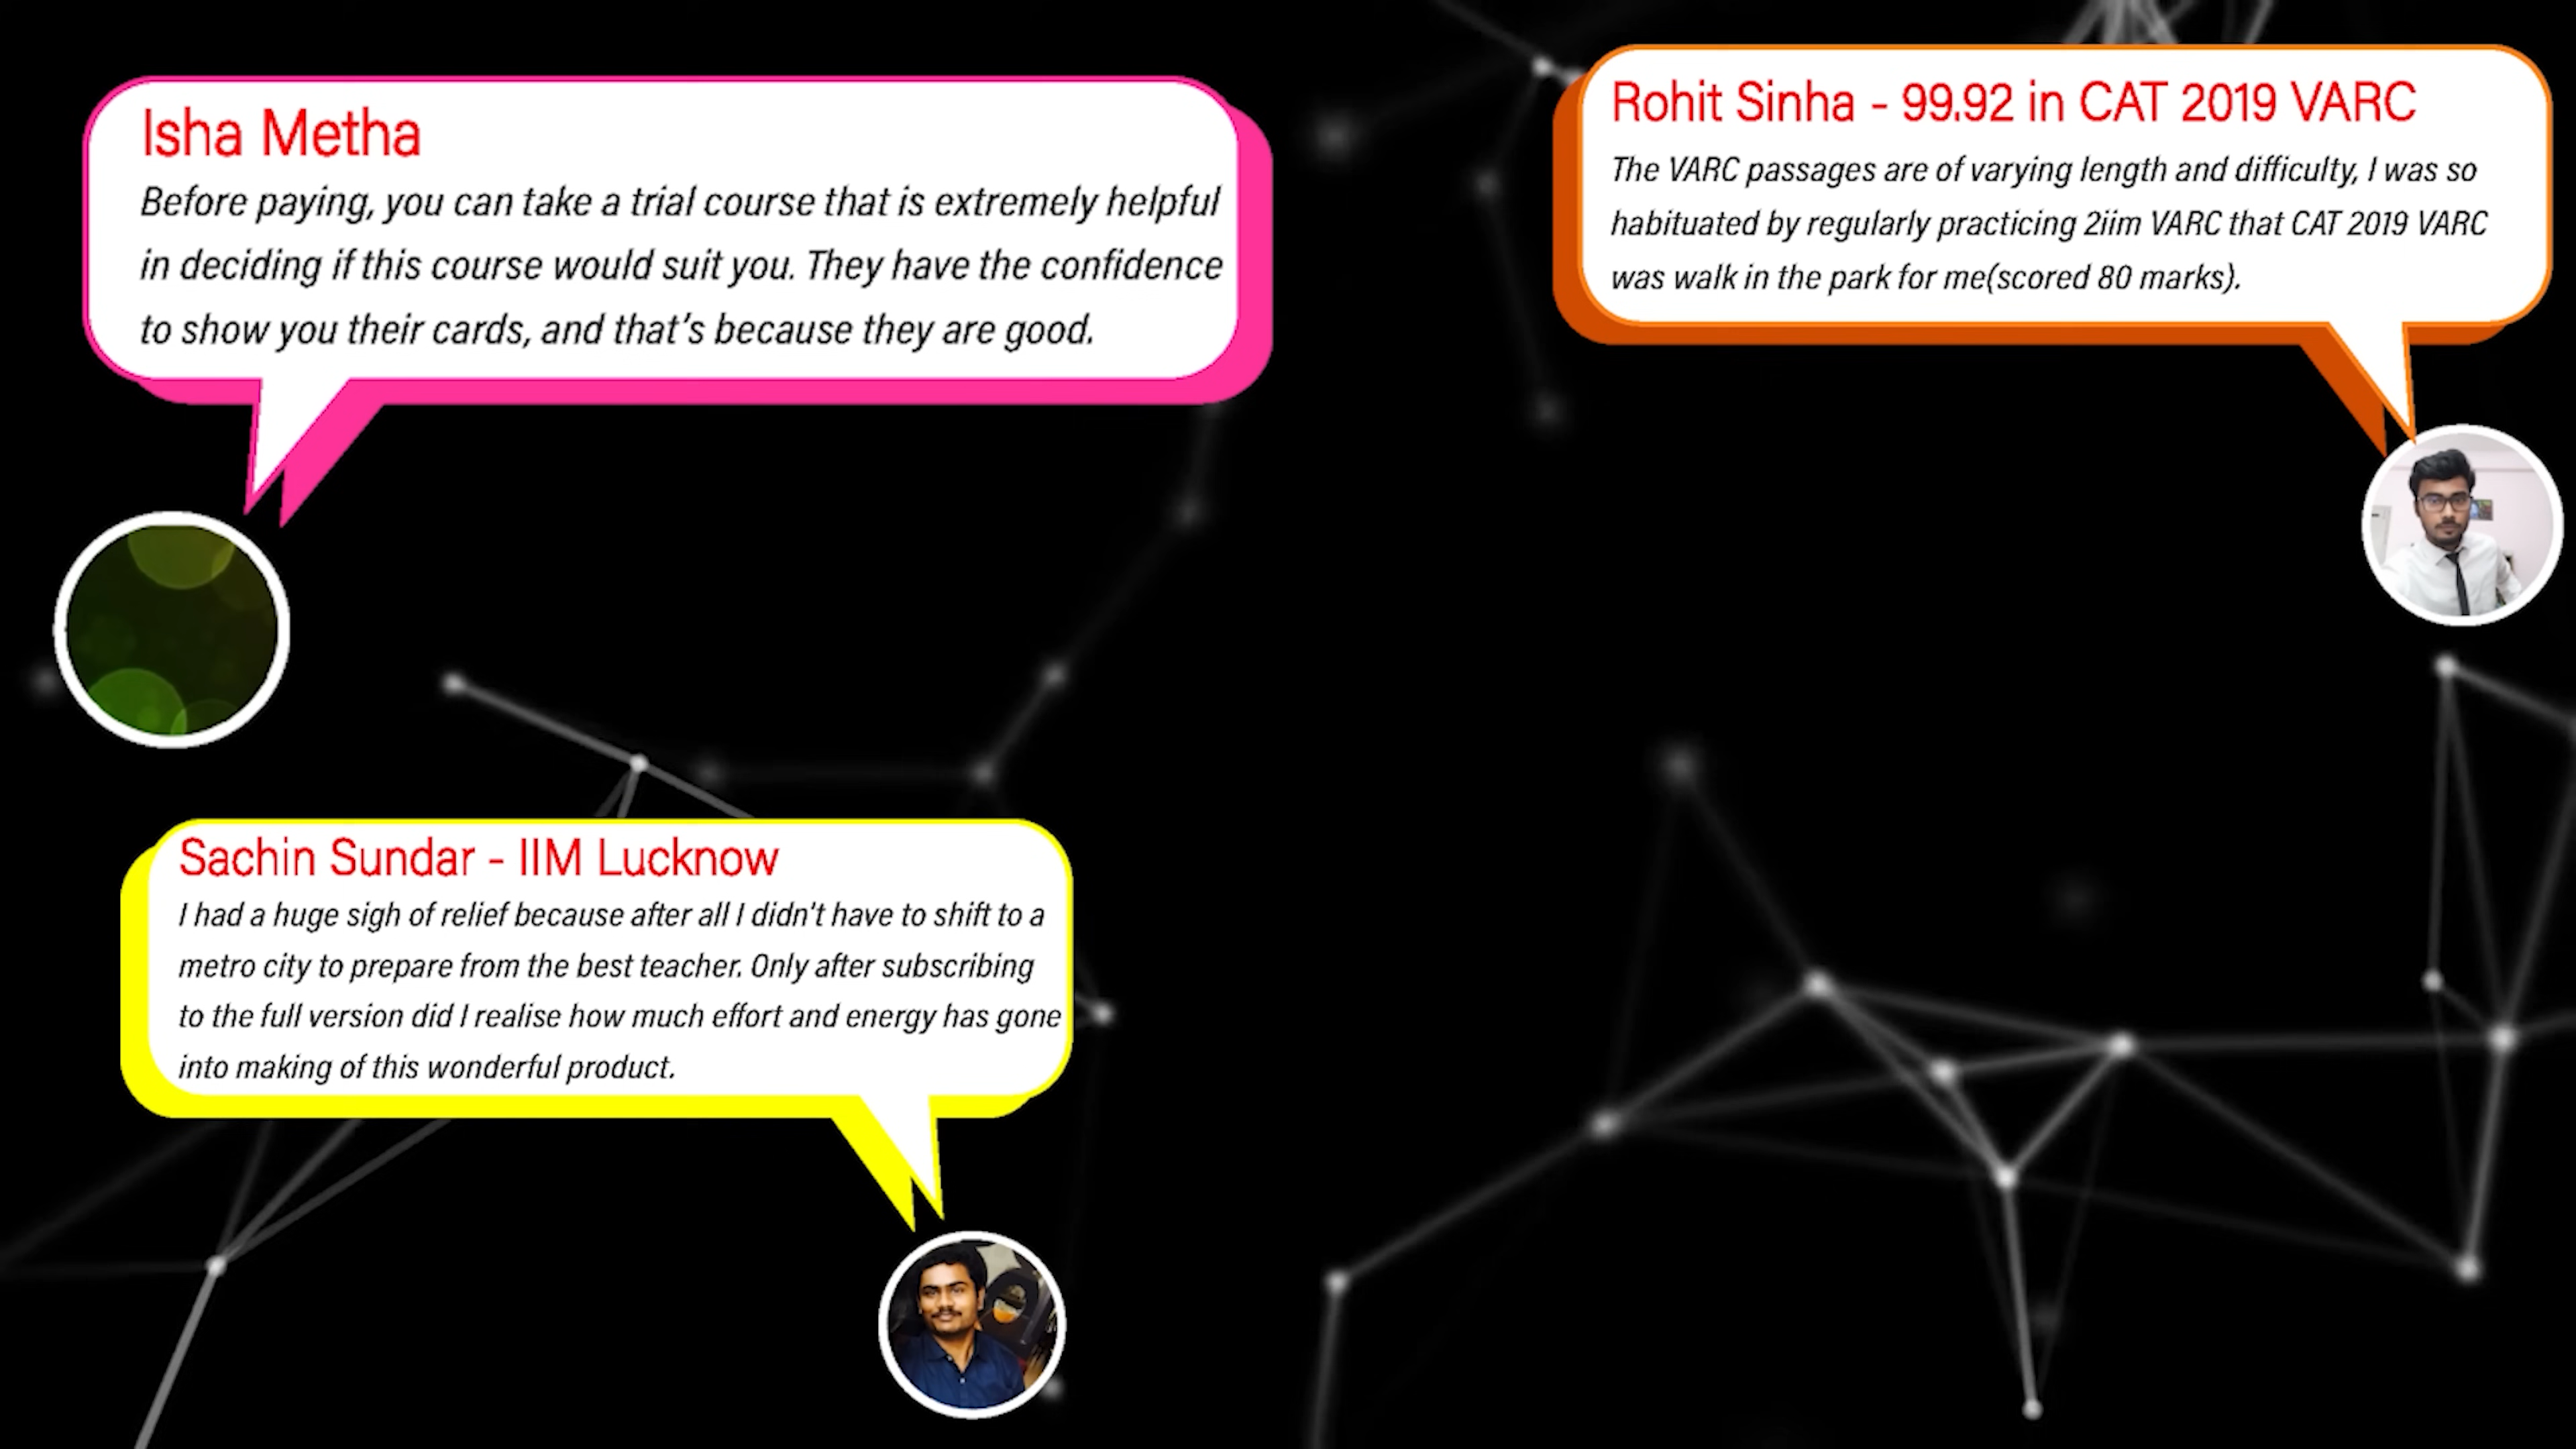 Isha Metha
Before paying, you can take a trial course that is extremely helpful
in deciding if this course would suit you. They have the confidence
to show you their cards, and that's because they are good.
Rohit Sinha - 99.92 in CAT 2019 VARC
The VARC passages are of varying length and difficulty, I was so
habituated by regularly practicing 2iim VARC that CAT 2019 VARC
was walk in the park for me(scored 80 marks).
Sachin Sundar - IIM Lucknow
I had a huge sigh of relief because after all I didn't have to shift to a
metro city to prepare from the best teacher. Only after subscribing
to the full version did I realise how much effort and energy has gone
into making of this wonderful product.